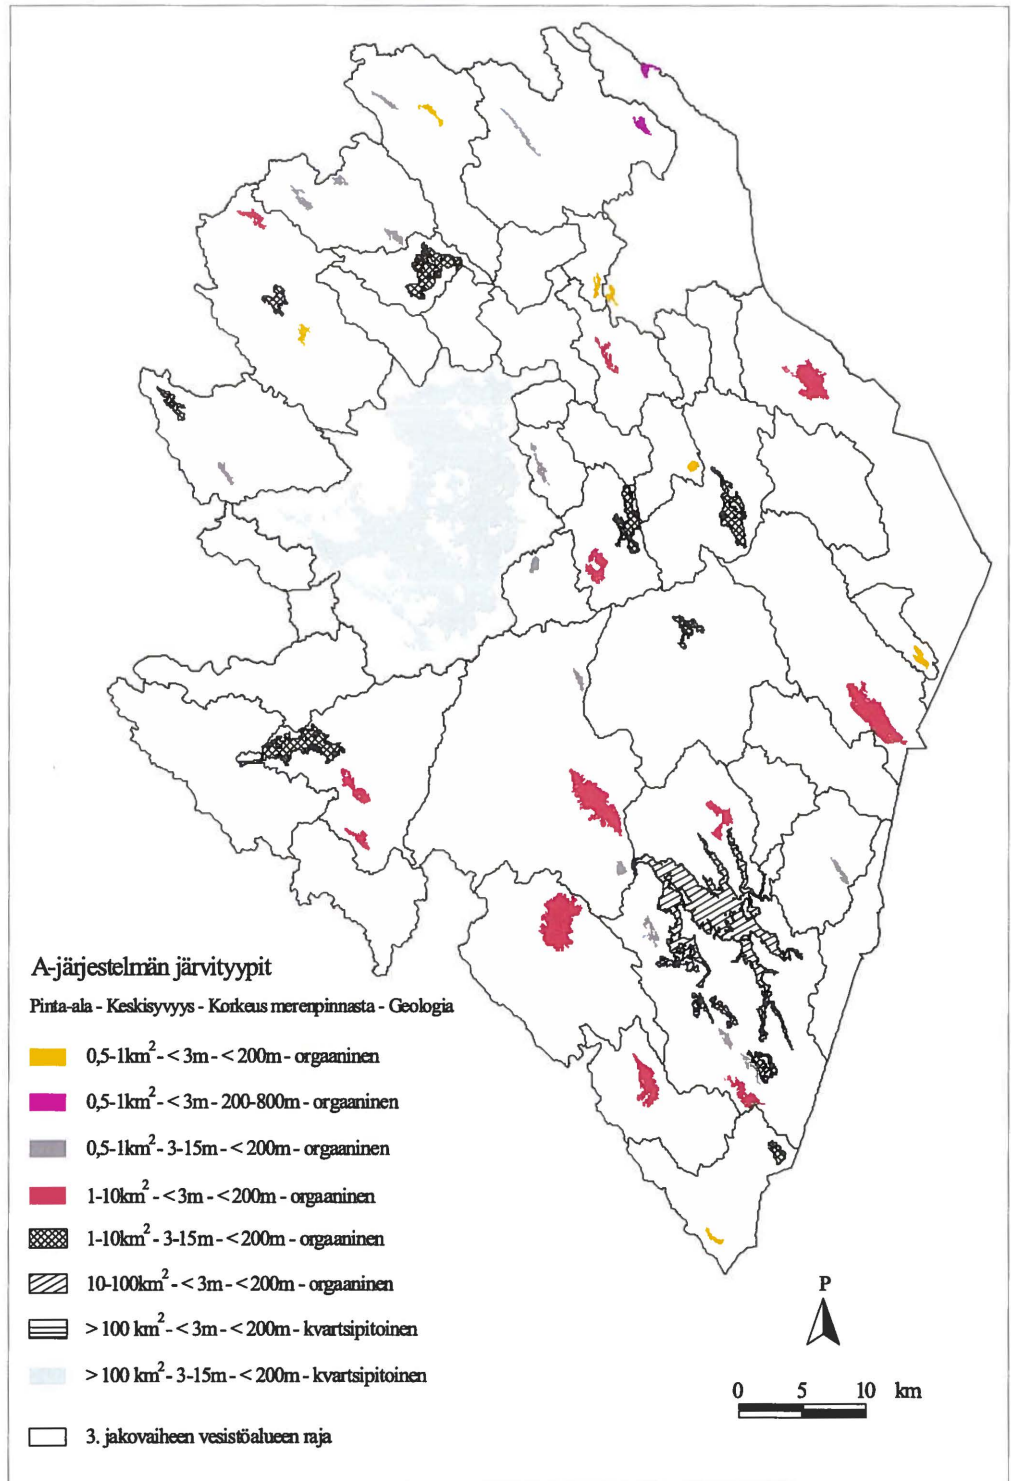 A-järjestelmän järvityypit
Pinta-ala - Keskisyvyys - Korkeus merenpinnasta - Geologia
0,5-1km² - < 3m - < 200m - orgaaninen
0,5-1km² - < 3m - 200-800m - orgaaninen
0,5-1km² - 3-15m - < 200m - orgaaninen
1-10km² - < 3m - < 200m - orgaaninen
1-10km² - 3-15m - < 200m - orgaaninen
10-100km² - < 3m - < 200m - orgaaninen
> 100 km² - < 3m - < 200m - kvartsipitoinen
> 100 km² - 3-15m - < 200m - kvartsipitoinen
3. jakovaiheen vesistöalueen raja
P
0 5 10 km